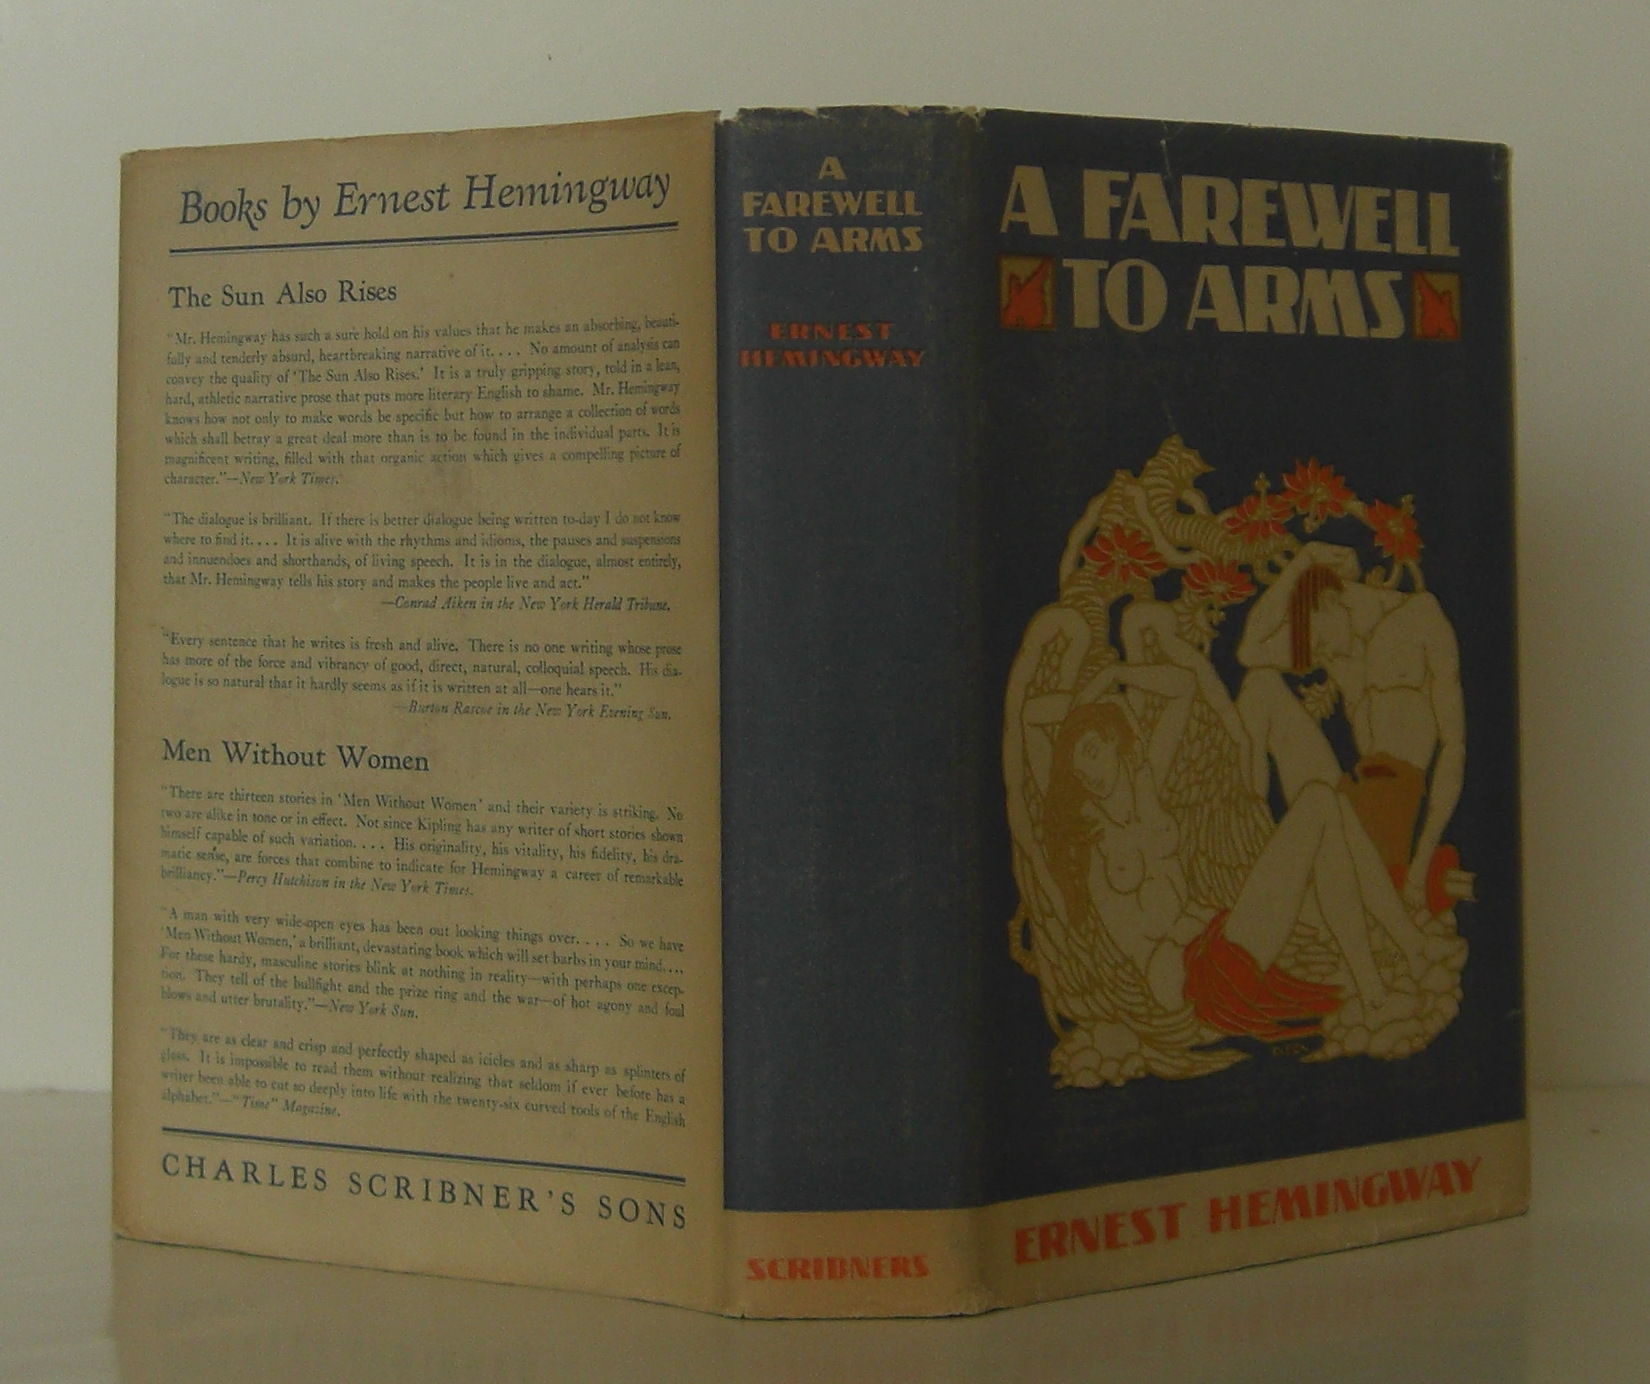 Books by Ernest Hemingway
The Sun Also Rises
"Mr. Hemingway has such a sure hold on his values that he makes an absorbing, beauti-
fully and tenderly absurd, heartbreaking narrative of it. . . . No amount of analysis can
convey the quality of 'The Sun Also Rises.' It is a truly gripping story, told in a lean,
hard, athletic narrative prose that puts more literary English to shame. Mr. Hemingway
knows how not only to make words be specific but how to arrange a collection of words
which shall betray a great deal more than is to be found in the individual parts. It is
magnificent writing, filled with that organic action which gives a compelling picture of
character."—New York Times.
"The dialogue is brilliant. If there is better dialogue being written to-day I do not know
where to find it. . . . It is alive with the rhythms and idioms, the pauses and suspensions
and innuendoes and shorthands, of living speech. It is in the dialogue, almost entirely,
that Mr. Hemingway tells his story and makes the people live and act."
—Conrad Aiken in the New York Herald Tribune.
"Every sentence that he writes is fresh and alive. There is no one writing whose prose
has more of the force and vibrancy of good, direct, natural, colloquial speech. His dia-
logue is so natural that it hardly seems as if it is written at all—one hears it."
—Burton Rascoe in the New York Evening Sun.
Men Without Women
"There are thirteen stories in 'Men Without Women' and their variety is striking. No
two are alike in tone or in effect. Not since Kipling has any writer of short stories shown
himself capable of such variation. . . . His originality, his vitality, his fidelity, his dra-
matic sense, are forces that combine to indicate for Hemingway a career of remarkable
brilliancy."—Percy Hutchison in the New York Times.
"A man with very wide-open eyes has been out looking things over. . . . So we have
'Men Without Women,' a brilliant, devastating book which will set barbs in your mind. . . .
For these hardy, masculine stories blink at nothing in reality—with perhaps one excep-
tion. They tell of the bullfight and the prize ring and the war—of hot agony and foul
blows and utter brutality."—New York Sun.
"They are as clear and crisp and perfectly shaped as icicles and as sharp as splinters of
glass. It is impossible to read them without realizing that seldom if ever before has a
writer been able to cut so deeply into life with the twenty-six curved tools of the English
alphabet."—"Time" Magazine.
CHARLES SCRIBNER'S SONS
A
FAREWELL
TO ARMS
ERNEST
HEMINGWAY
SCRIBNERS
A FAREWELL
TO ARMS
ERNEST HEMINGWAY